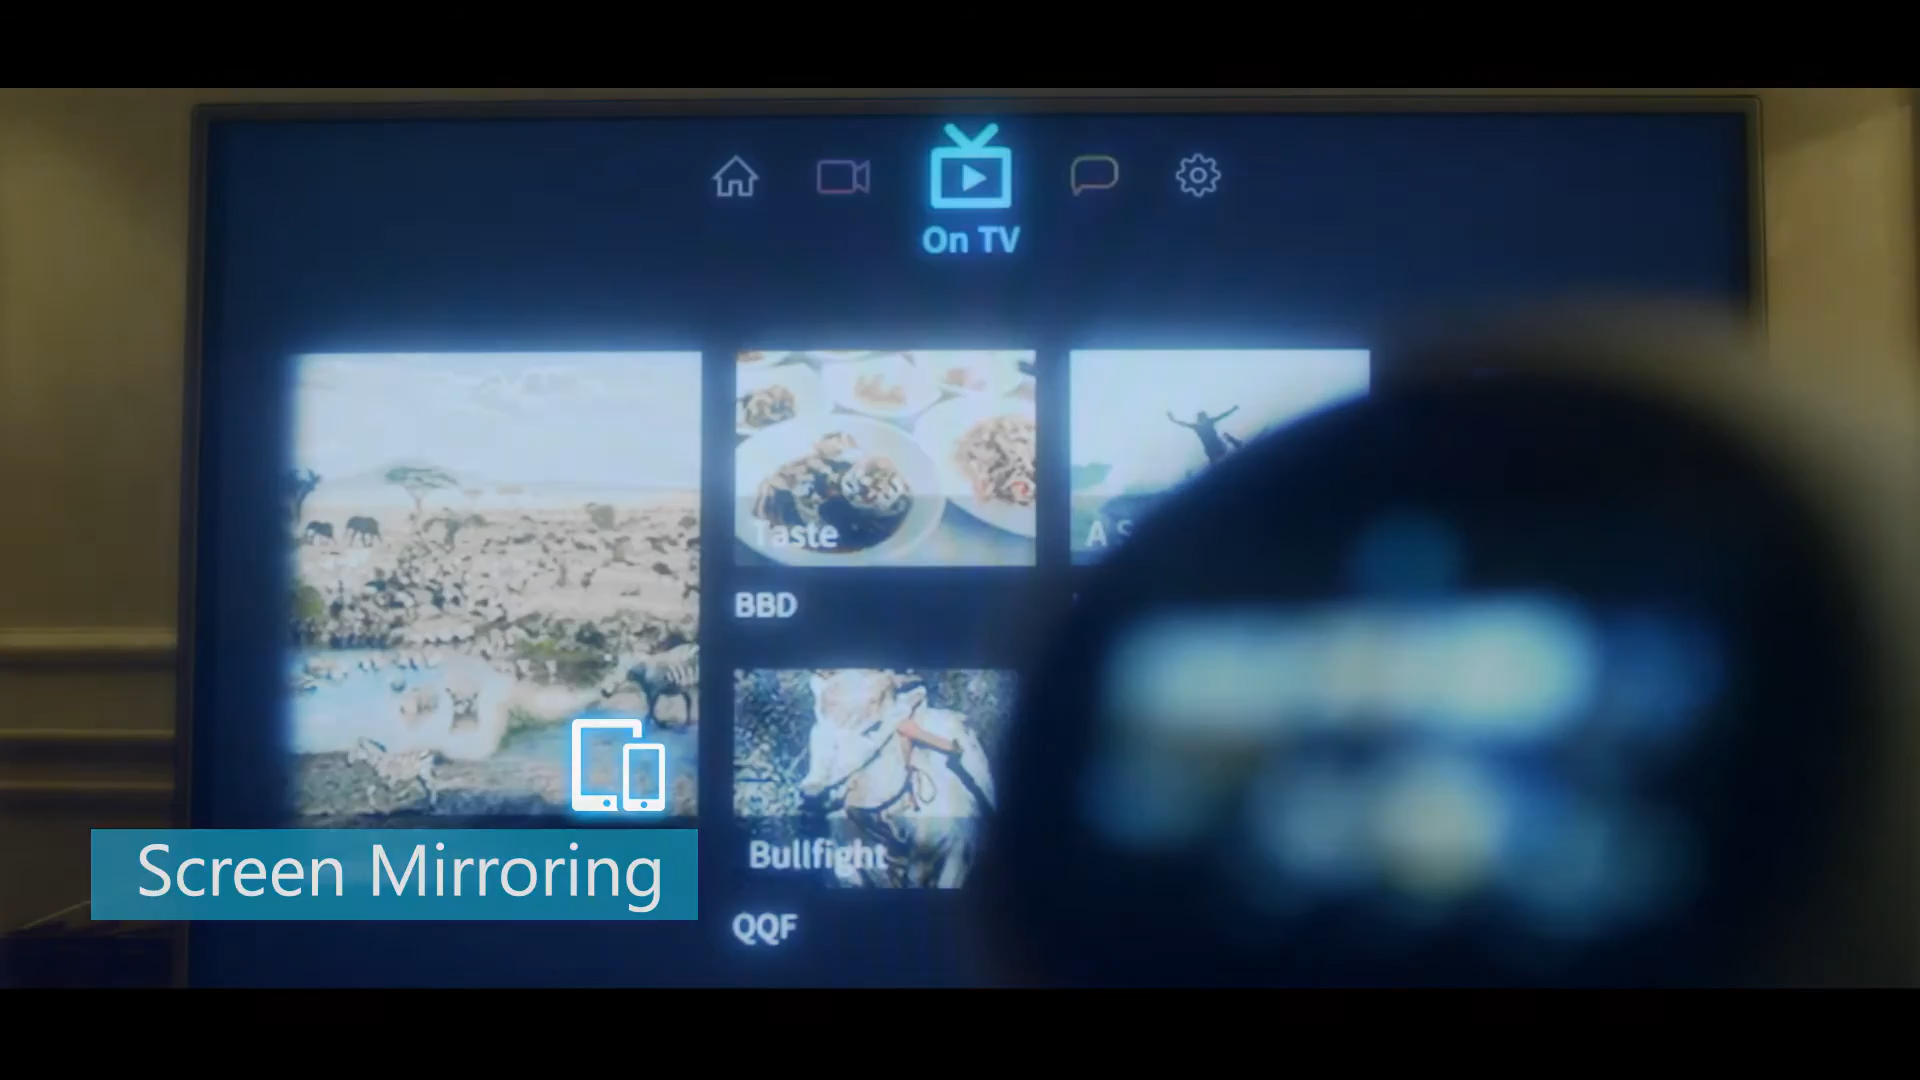 On TV
Taste
A S
BBD
Bullfight
QQF
Screen Mirroring